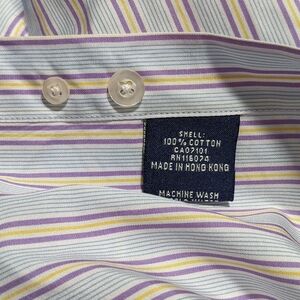 SHELL:
100% COTTON
CA07101
RN116074
MADE IN HONG KONG
MACHINE WASH